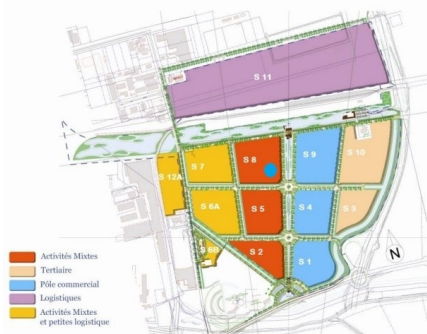 S 11
S 7
S 8
S 9
S 10
S 12A
S 6A
S 5
S 4
S 3
S 6B
S 2
S 1
N
Activités Mixtes
Tertiaire
Pôle commercial
Logistiques
Activités Mixtes
et petites logistique